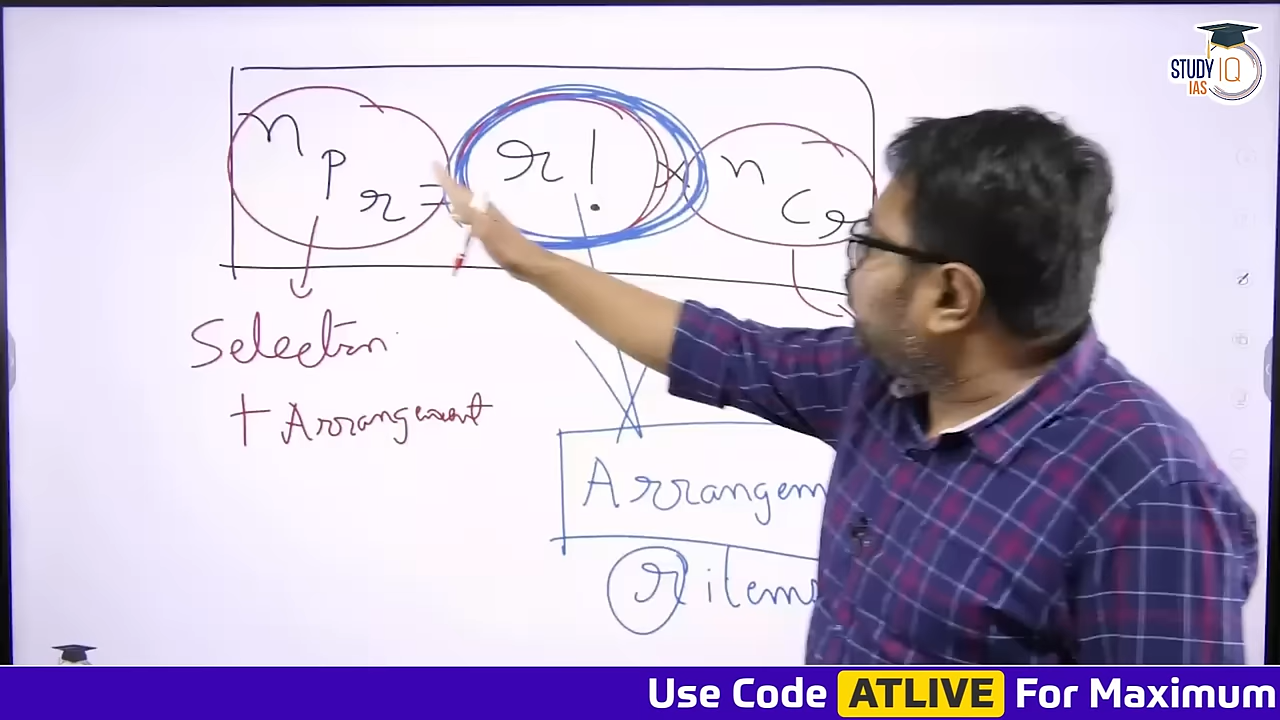 STUDY IQ
IAS
nPr = r! × nCr
Selection
+ Arrangement
Arrangem
r items
Use Code ATLIVE For Maximum